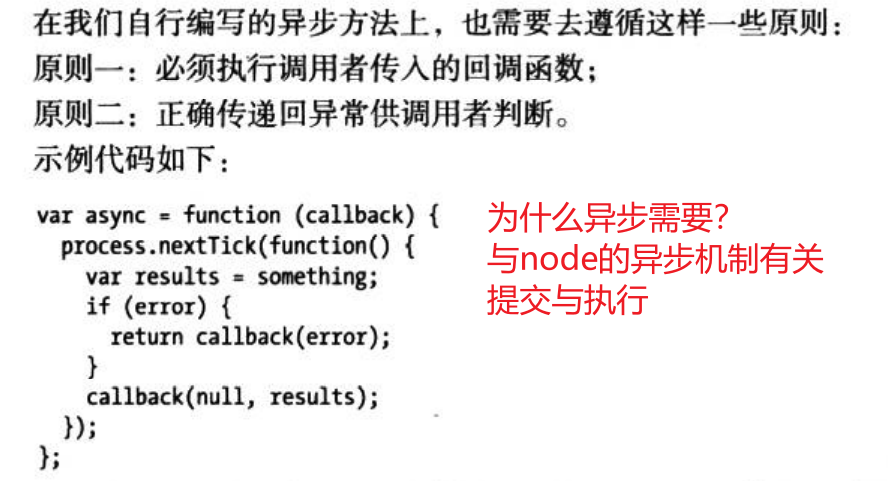 在我们自行编写的异步方法上，也需要去遵循这样一些原则：
原则一：必须执行调用者传入的回调函数；
原则二：正确传递回异常供调用者判断。
示例代码如下：
var async = function (callback) {
  process.nextTick(function() {
    var results = something;
    if (error) {
      return callback(error);
    }
    callback(null, results);
  });
};
为什么异步需要？
与node的异步机制有关
提交与执行